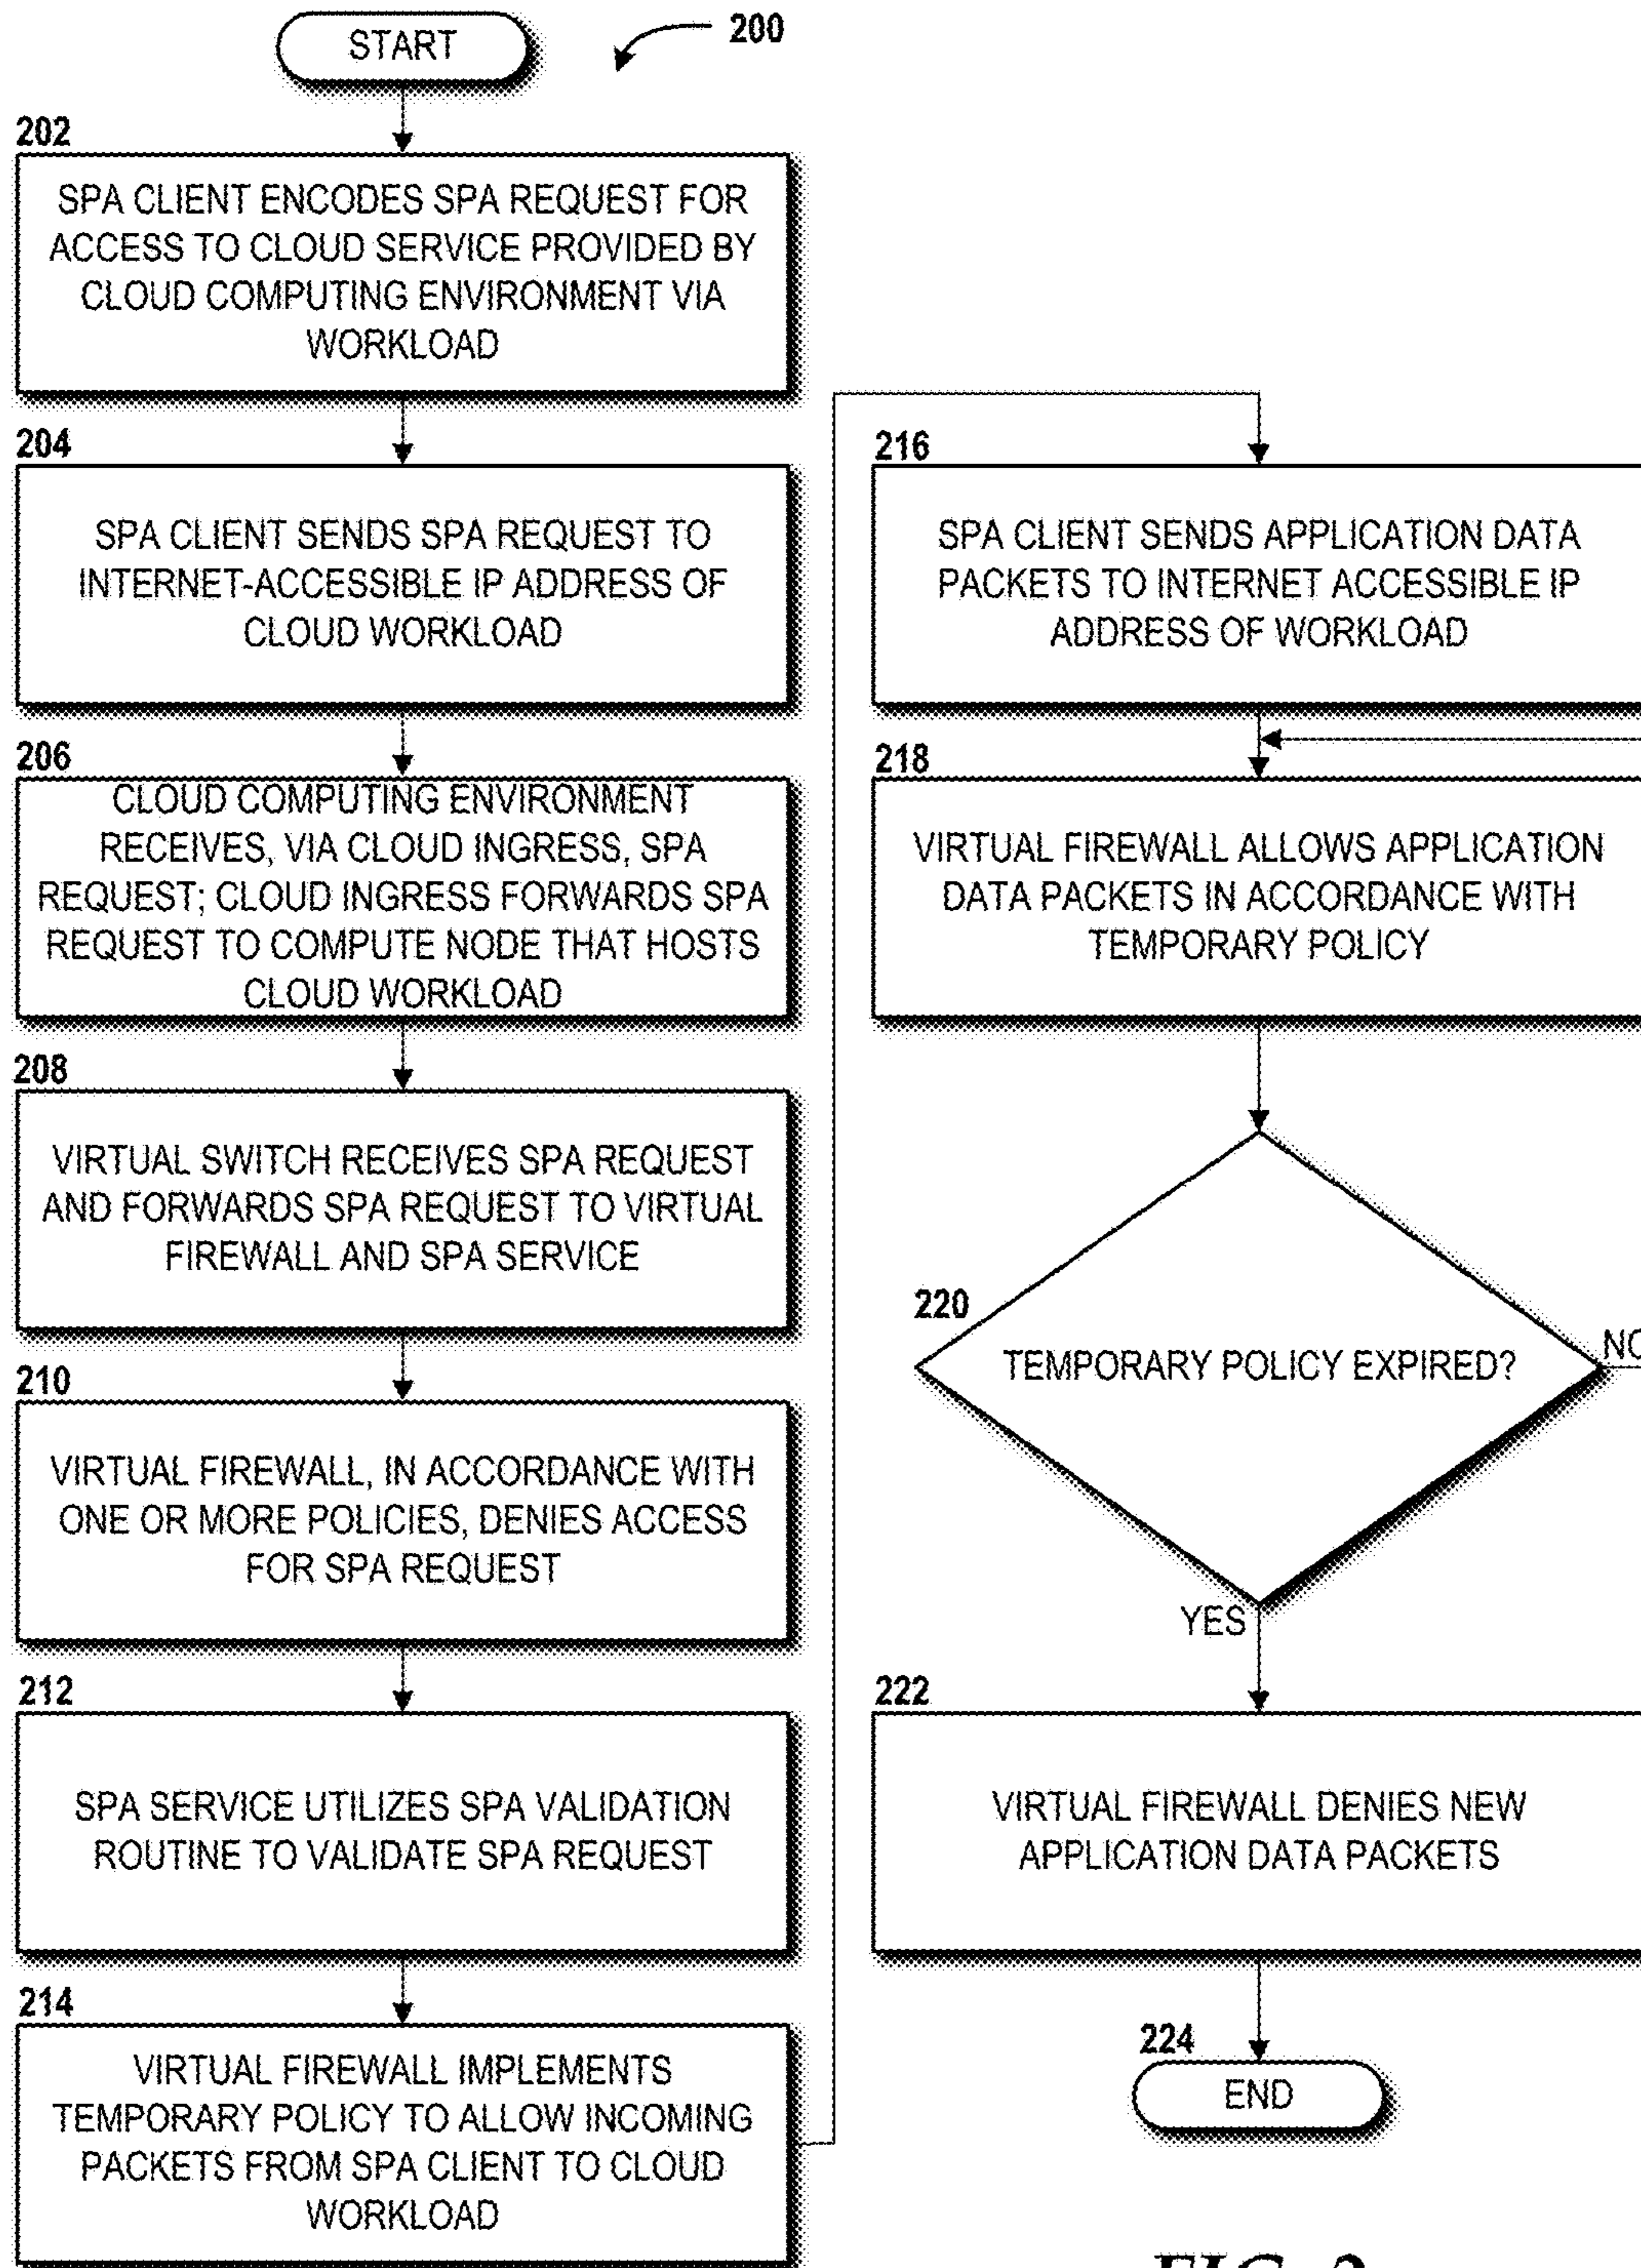 START
200
202
SPA CLIENT ENCODES SPA REQUEST FOR
ACCESS TO CLOUD SERVICE PROVIDED BY
CLOUD COMPUTING ENVIRONMENT VIA
WORKLOAD
204
SPA CLIENT SENDS SPA REQUEST TO
INTERNET-ACCESSIBLE IP ADDRESS OF
CLOUD WORKLOAD
206
CLOUD COMPUTING ENVIRONMENT
RECEIVES, VIA CLOUD INGRESS, SPA
REQUEST; CLOUD INGRESS FORWARDS SPA
REQUEST TO COMPUTE NODE THAT HOSTS
CLOUD WORKLOAD
208
VIRTUAL SWITCH RECEIVES SPA REQUEST
AND FORWARDS SPA REQUEST TO VIRTUAL
FIREWALL AND SPA SERVICE
210
VIRTUAL FIREWALL, IN ACCORDANCE WITH
ONE OR MORE POLICIES, DENIES ACCESS
FOR SPA REQUEST
212
SPA SERVICE UTILIZES SPA VALIDATION
ROUTINE TO VALIDATE SPA REQUEST
214
VIRTUAL FIREWALL IMPLEMENTS
TEMPORARY POLICY TO ALLOW INCOMING
PACKETS FROM SPA CLIENT TO CLOUD
WORKLOAD
216
SPA CLIENT SENDS APPLICATION DATA
PACKETS TO INTERNET ACCESSIBLE IP
ADDRESS OF WORKLOAD
218
VIRTUAL FIREWALL ALLOWS APPLICATION
DATA PACKETS IN ACCORDANCE WITH
TEMPORARY POLICY
220
TEMPORARY POLICY EXPIRED?
NO
YES
222
VIRTUAL FIREWALL DENIES NEW
APPLICATION DATA PACKETS
224
END